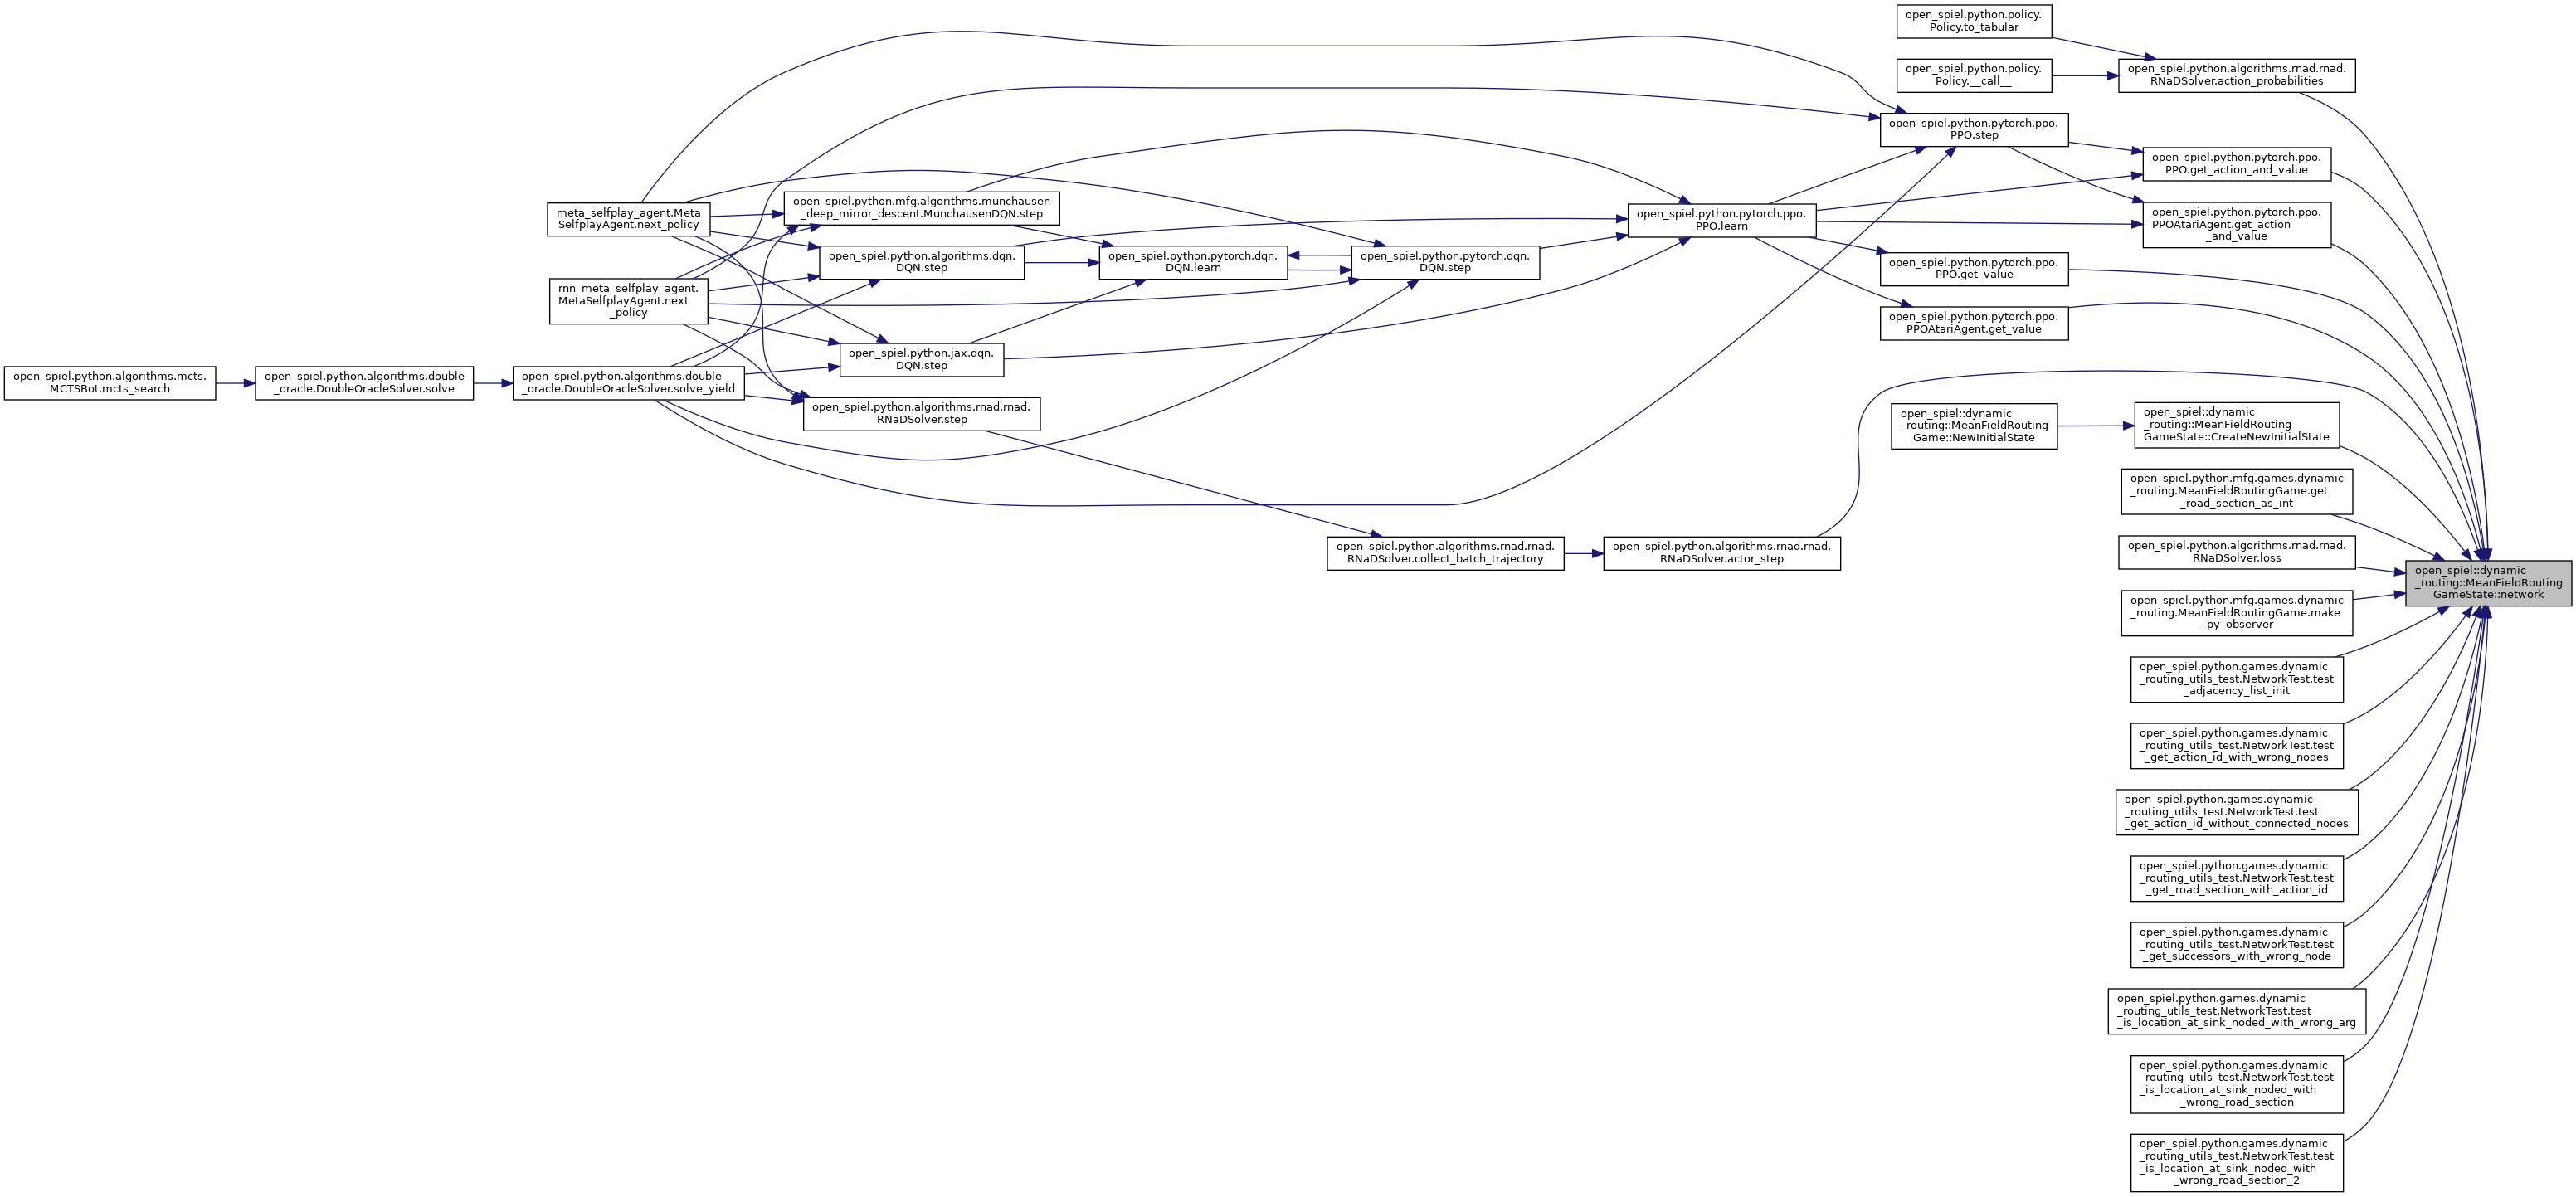 open_spiel.python.policy.
Policy.to_tabular
open_spiel.python.policy.
Policy.__call__
open_spiel.python.algorithms.rnad.rnad.
RNaDSolver.action_probabilities
open_spiel.python.pytorch.ppo.
PPO.step
open_spiel.python.pytorch.ppo.
PPO.get_action_and_value
open_spiel.python.pytorch.ppo.
PPOAtariAgent.get_action
_and_value
open_spiel.python.mfg.algorithms.munchausen
_deep_mirror_descent.MunchausenDQN.step
meta_selfplay_agent.Meta
SelfplayAgent.next_policy
open_spiel.python.pytorch.ppo.
PPO.learn
open_spiel.python.algorithms.dqn.
DQN.step
open_spiel.python.pytorch.dqn.
DQN.learn
open_spiel.python.pytorch.dqn.
DQN.step
open_spiel.python.pytorch.ppo.
PPO.get_value
rnn_meta_selfplay_agent.
MetaSelfplayAgent.next
_policy
open_spiel.python.pytorch.ppo.
PPOAtariAgent.get_value
open_spiel.python.jax.dqn.
DQN.step
open_spiel.python.algorithms.mcts.
MCTSBot.mcts_search
open_spiel.python.algorithms.double
_oracle.DoubleOracleSolver.solve
open_spiel.python.algorithms.double
_oracle.DoubleOracleSolver.solve_yield
open_spiel.python.algorithms.rnad.rnad.
RNaDSolver.step
open_spiel::dynamic
_routing::MeanFieldRouting
Game::NewInitialState
open_spiel::dynamic
_routing::MeanFieldRouting
GameState::CreateNewInitialState
open_spiel.python.mfg.games.dynamic
_routing.MeanFieldRoutingGame.get
_road_section_as_int
open_spiel.python.algorithms.rnad.rnad.
RNaDSolver.collect_batch_trajectory
open_spiel.python.algorithms.rnad.rnad.
RNaDSolver.actor_step
open_spiel.python.algorithms.rnad.rnad.
RNaDSolver.loss
open_spiel::dynamic
_routing::MeanFieldRouting
GameState::network
open_spiel.python.mfg.games.dynamic
_routing.MeanFieldRoutingGame.make
_py_observer
open_spiel.python.games.dynamic
_routing_utils_test.NetworkTest.test
_adjacency_list_init
open_spiel.python.games.dynamic
_routing_utils_test.NetworkTest.test
_get_action_id_with_wrong_nodes
open_spiel.python.games.dynamic
_routing_utils_test.NetworkTest.test
_get_action_id_without_connected_nodes
open_spiel.python.games.dynamic
_routing_utils_test.NetworkTest.test
_get_road_section_with_action_id
open_spiel.python.games.dynamic
_routing_utils_test.NetworkTest.test
_get_successors_with_wrong_node
open_spiel.python.games.dynamic
_routing_utils_test.NetworkTest.test
_is_location_at_sink_noded_with_wrong_arg
open_spiel.python.games.dynamic
_routing_utils_test.NetworkTest.test
_is_location_at_sink_noded_with
_wrong_road_section
open_spiel.python.games.dynamic
_routing_utils_test.NetworkTest.test
_is_location_at_sink_noded_with
_wrong_road_section_2